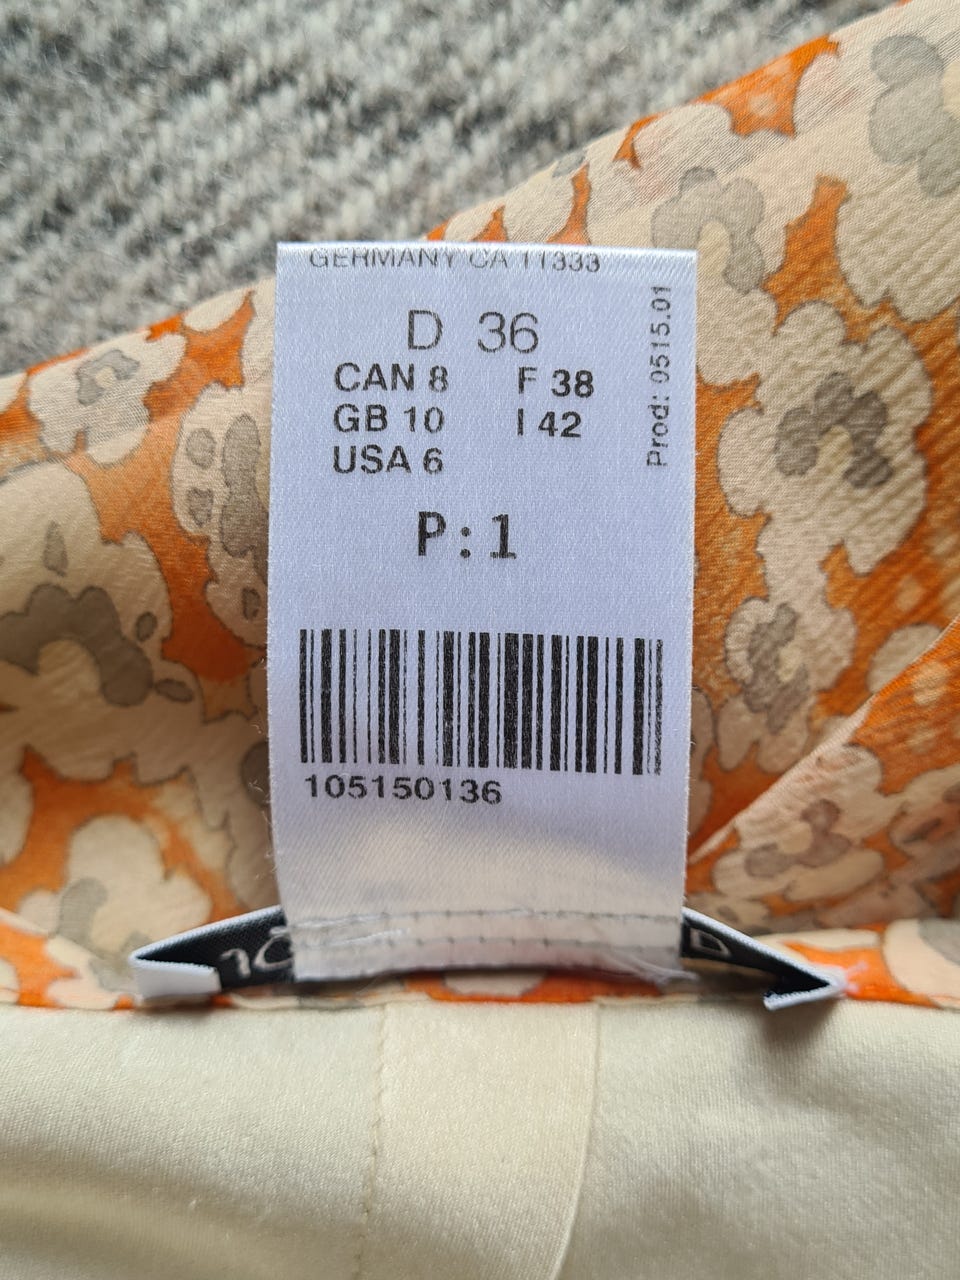 GERMANY CA 11333
D 36
CAN 8 F 38
GB 10 I 42
USA 6
Prod: 0515.01
P:1
105150136